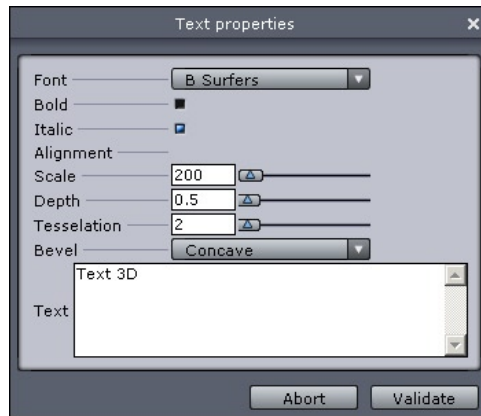 Text properties
Font B Surfers
Bold
Italic
Alignment
Scale 200
Depth 0.5
Tesselation 2
Bevel Concave
Text Text 3D
Abort Validate